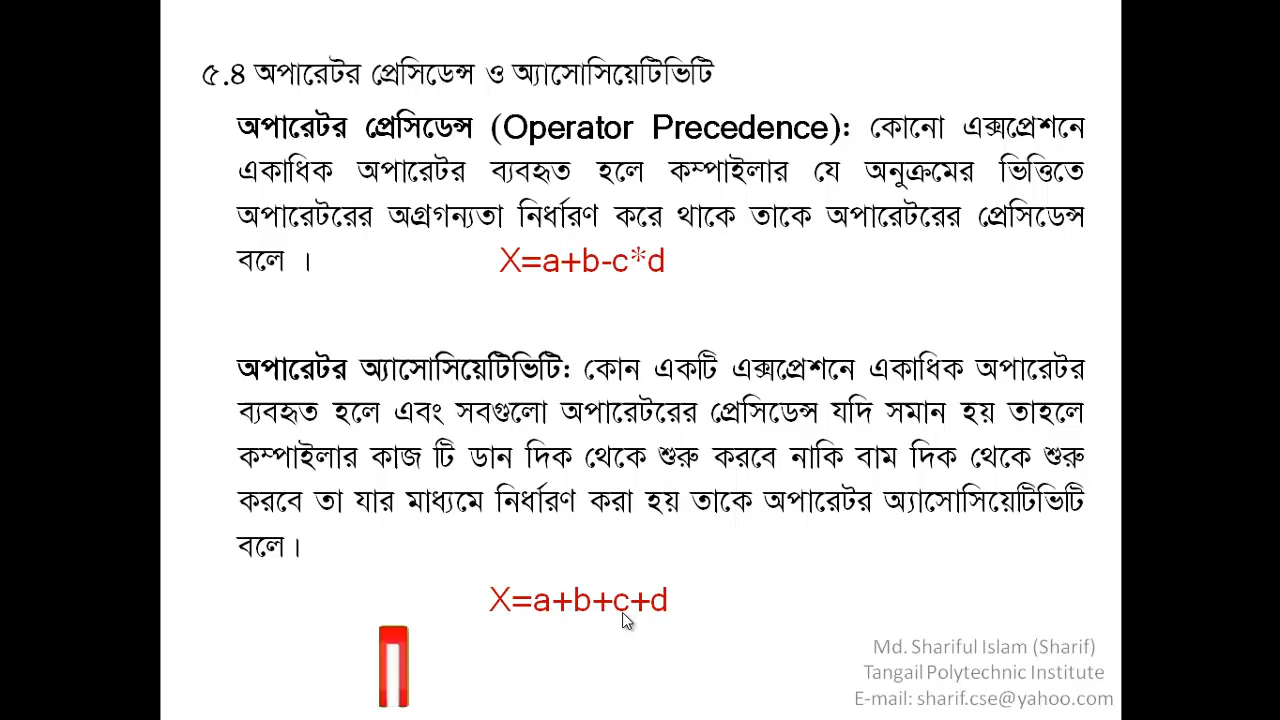 ৫.৪ অপারেটর প্রেসিডেন্স ও অ্যাসোসিয়েটিভিটি
অপারেটর প্রেসিডেন্স (Operator Precedence): কোনো এক্সপ্রেশনে
একাধিক অপারেটর ব্যবহৃত হলে কম্পাইলার যে অনুক্রমের ভিত্তিতে
অপারেটরের অগ্রগন্যতা নির্ধারণ করে থাকে তাকে অপারেটরের প্রেসিডেন্স
বলে ।
X=a+b-c*d
অপারেটর অ্যাসোসিয়েটিভিটি: কোন একটি এক্সপ্রেশনে একাধিক অপারেটর
ব্যবহৃত হলে এবং সবগুলো অপারেটরের প্রেসিডেন্স যদি সমান হয় তাহলে
কম্পাইলার কাজ টি ডান দিক থেকে শুরু করবে নাকি বাম দিক থেকে শুরু
করবে তা যার মাধ্যমে নির্ধারণ করা হয় তাকে অপারেটর অ্যাসোসিয়েটিভিটি
বলে।
X=a+b+c+d
Md. Shariful Islam (Sharif)
Tangail Polytechnic Institute
E-mail: sharif.cse@yahoo.com